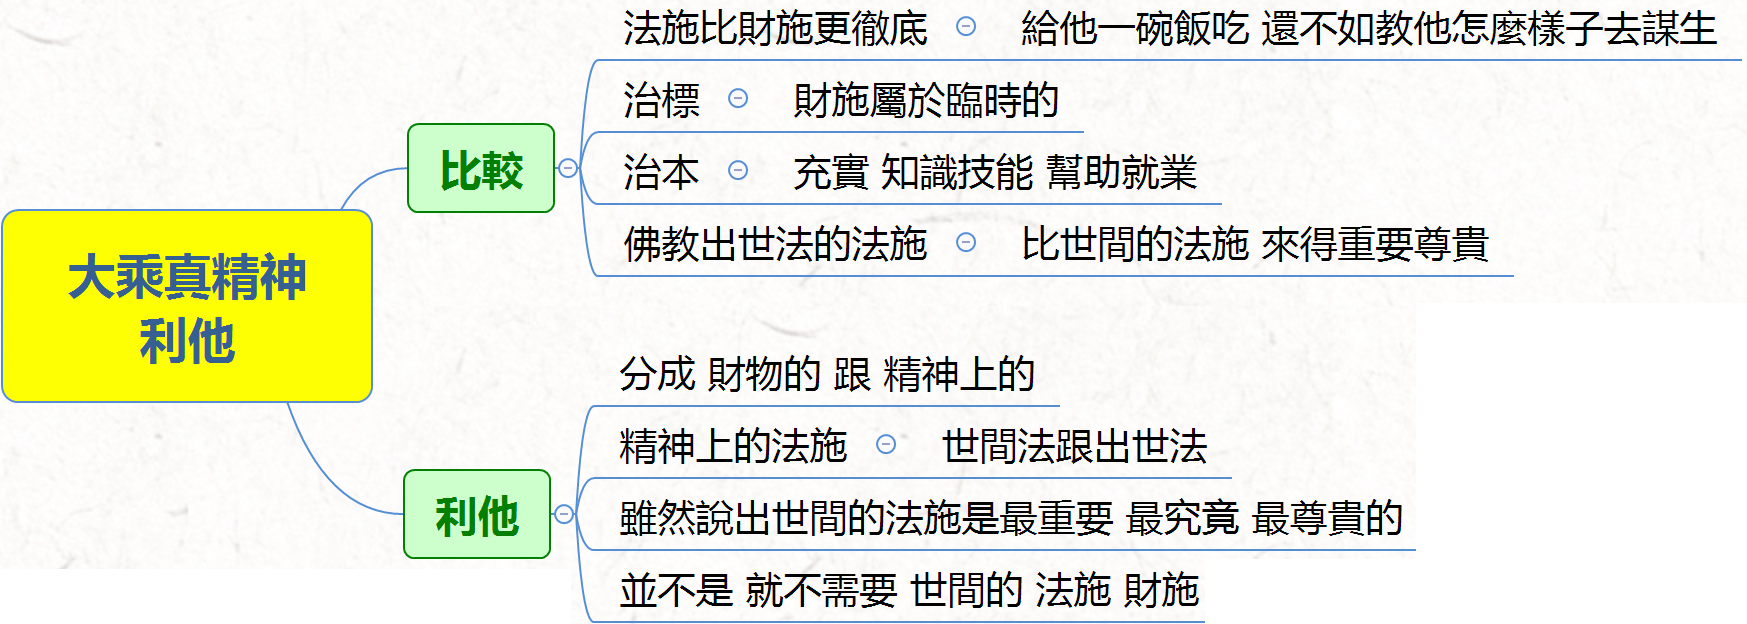 大乘真精神
利他
比較
法施比財施更徹底 給他一碗飯吃 還不如教他怎麼樣子去謀生
治標 財施屬於臨時的
治本 充實 知識技能 幫助就業
佛教出世法的法施 比世間的法施 來得重要尊貴
利他
分成 財物的 跟 精神上的
精神上的法施 世間法跟出世法
雖然說出世間的法施是最重要 最究竟 最尊貴的
並不是 就不需要 世間的 法施 財施